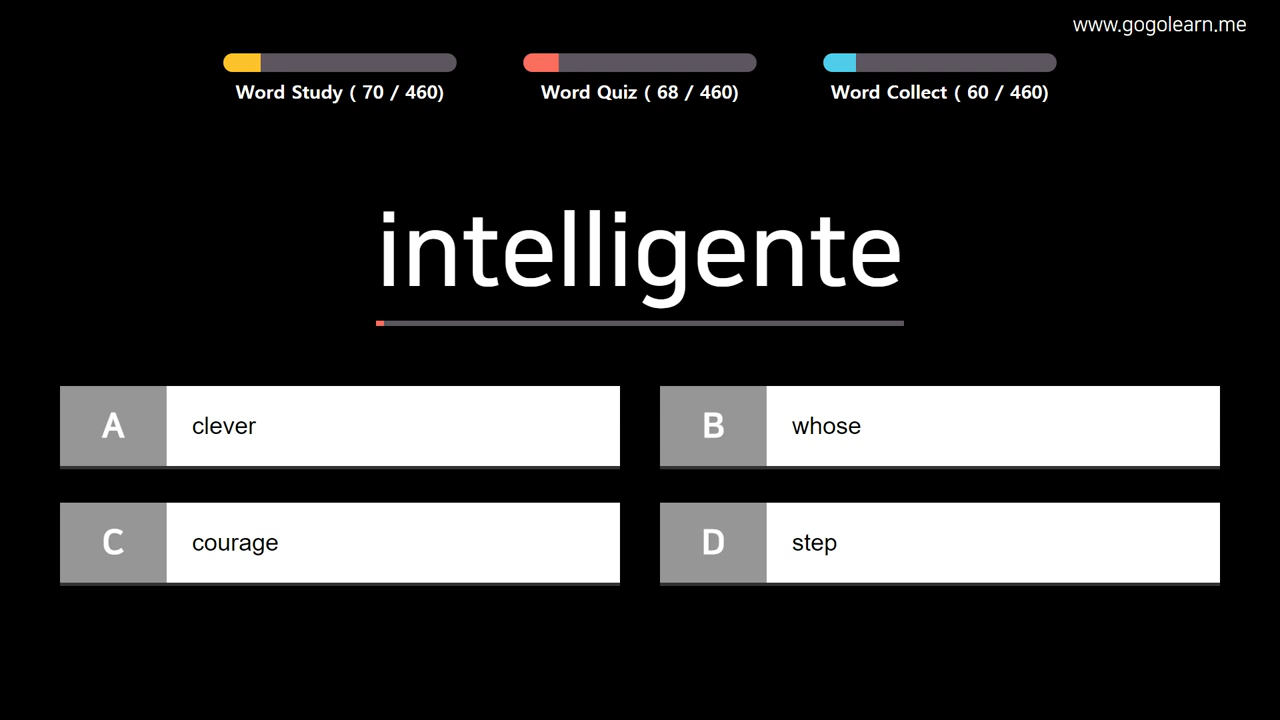 www.gogolearn.me
Word Study ( 70 / 460)
Word Quiz ( 68 / 460)
Word Collect ( 60 / 460)
intelligente
A clever
B whose
C courage
D step